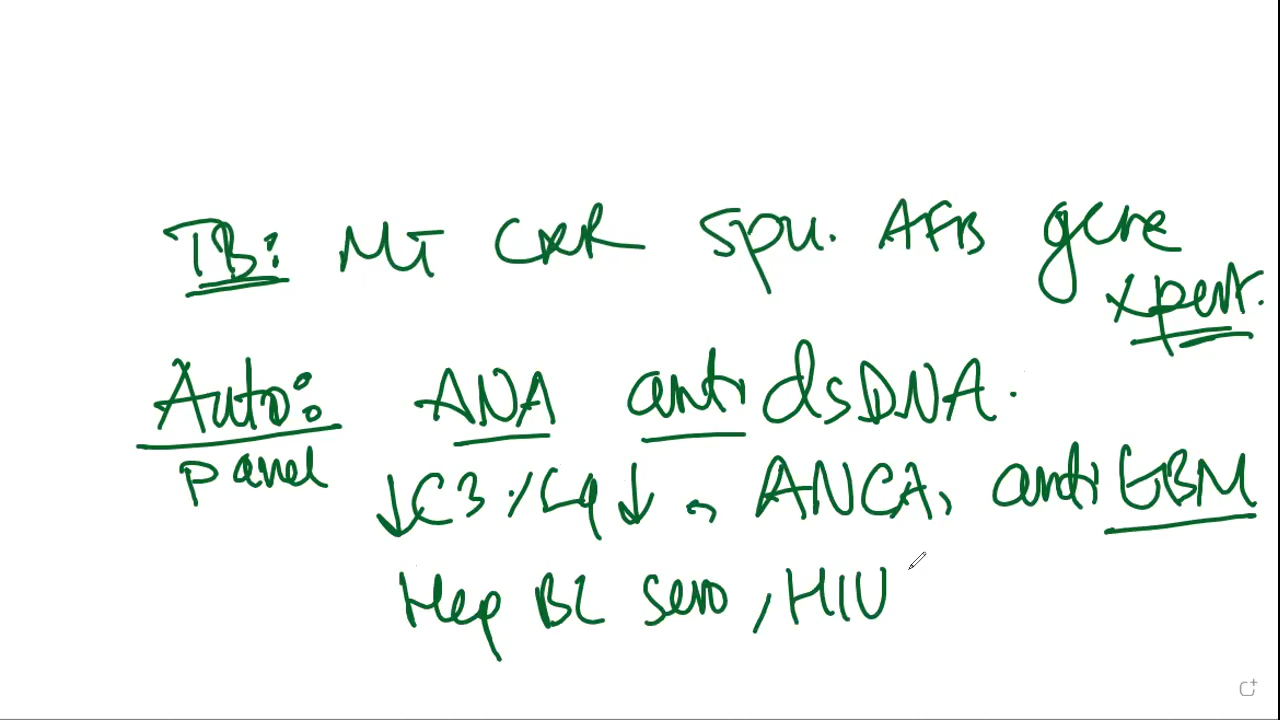 TB: MT CXR Spu. AFB gene
xpert.
Auto: ANA anti dsDNA.
panel
↓C3 / C4 ↓ , ANCA, anti GBM
Hep BC sero, HIV